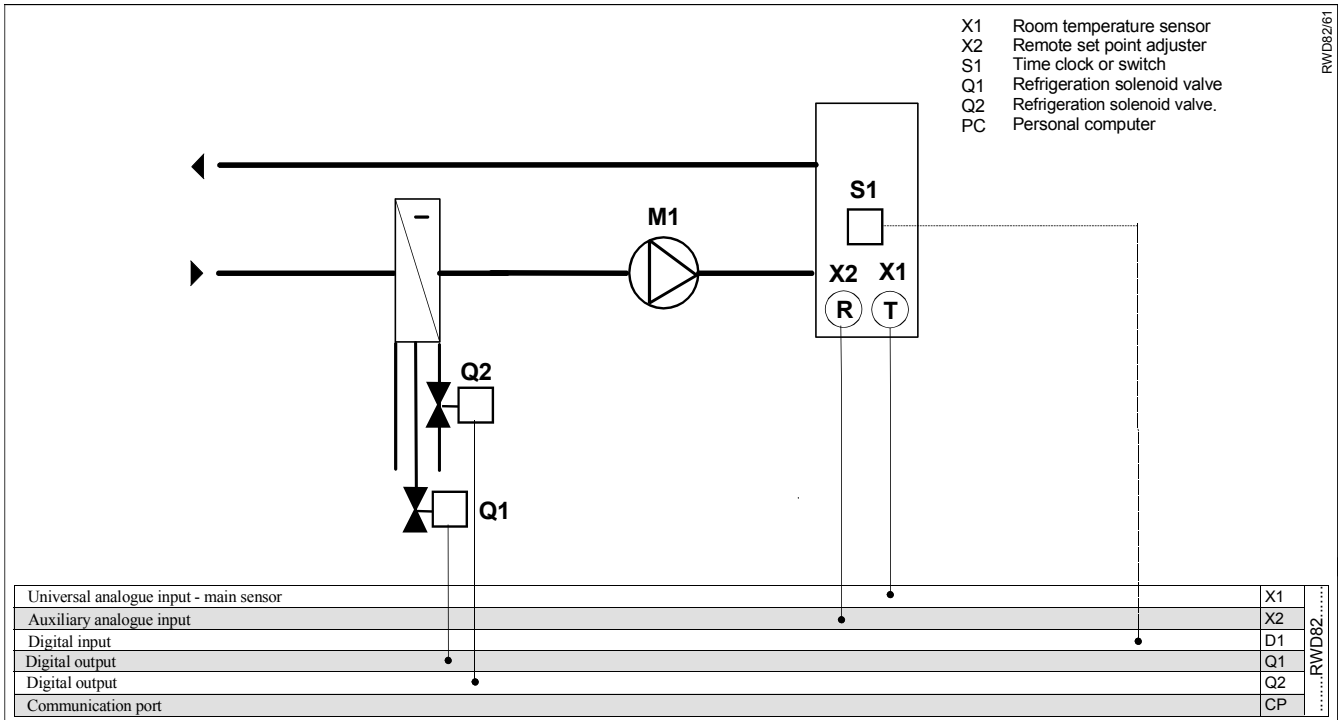 X1 Room temperature sensor
X2 Remote set point adjuster
S1 Time clock or switch
Q1 Refrigeration solenoid valve
Q2 Refrigeration solenoid valve.
PC Personal computer
RWD82/61
S1
M1
X2 X1
R T
Q2
Q1
Universal analogue input - main sensor X1
Auxiliary analogue input X2
Digital input D1
Digital output Q1
Digital output Q2
Communication port CP
.......RWD82.......